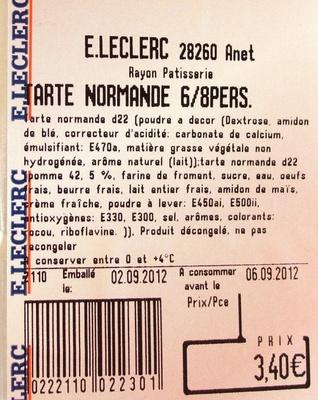 E.LECLERC
E.LECLERC
LERC
E.LECLERC 28260 Anet
Rayon Patisserie
TARTE NORMANDE 6/8PERS.
Tarte normande d22 (poudre a decor (Dextrose, amidon
de blé, correcteur d'acidité: carbonate de calcium,
émulsifiant: E470a, matière grasse végétale non
hydrogénée, arôme naturel (lait));tarte normande d22
(pomme 42, 5 %, farine de froment, sucre, eau, oeufs
frais, beurre frais, lait entier frais, amidon de maïs,
crème fraîche, poudre à lever: E450ai, E500ii,
antioxygènes: E330, E300, sel, arômes, colorants:
rocou, riboflavine. )), Produit décongelé, ne pas
recongeler
à conserver entre 0 et +4°C
2110 Emballé le: 02.09.2012 A consommer avant le 06.09.2012
Prix/Pce
PRIX
3,40€
0222110 022301